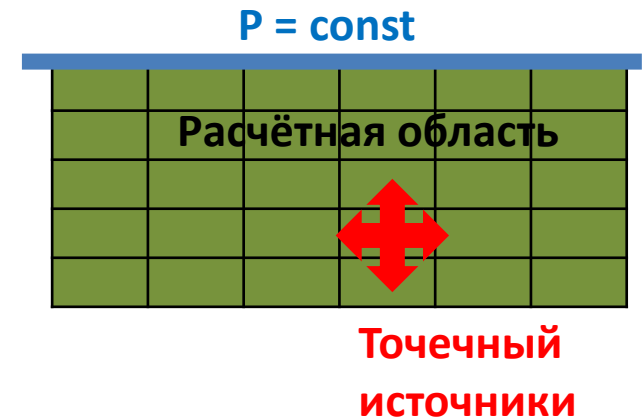 P = const
Расчётная область
Точечный
источники